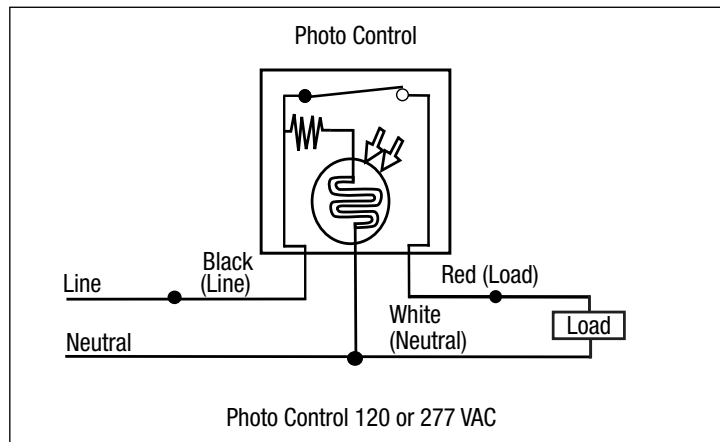 Photo Control
Black
(Line)
Line
Red (Load)
White
(Neutral)
Load
Neutral
Photo Control 120 or 277 VAC